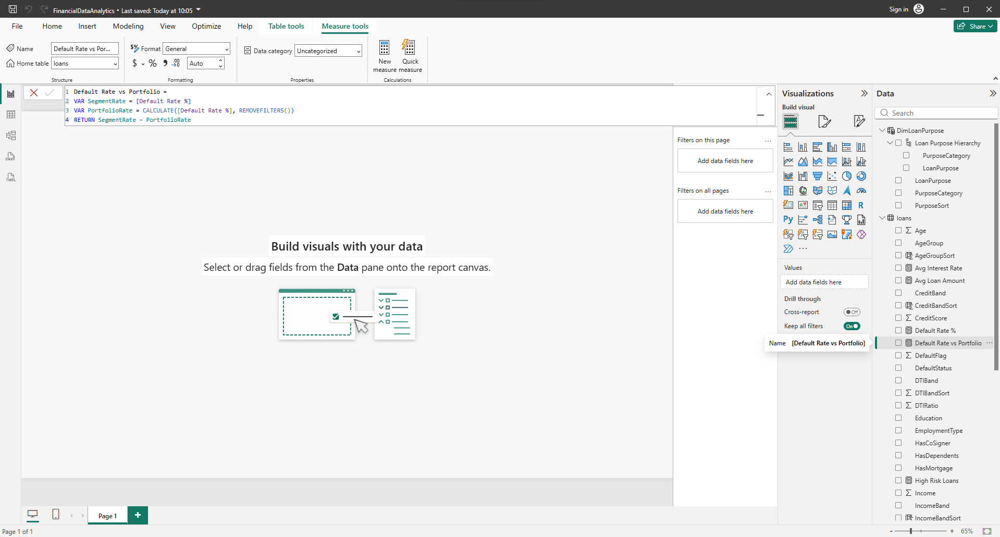 FinancialDataAnalytics • Last saved: Today at 10:05
Sign in
File
Home
Insert
Modeling
View
Optimize
Help
Table tools
Measure tools
Share
Name
Default Rate vs Por...
Home table
loans
Structure
$% Format
General
$
%
,
.00
Auto
Formatting
Data category
Uncategorized
Properties
New measure
Quick measure
Calculations
1 Default Rate vs Portfolio =
2 VAR SegmentRate = [Default Rate %]
3 VAR PortfolioRate = CALCULATE([Default Rate %], REMOVEFILTERS())
4 RETURN SegmentRate - PortfolioRate
DAX
TMDL
Build visuals with your data
Select or drag fields from the Data pane onto the report canvas.
Filters on this page
...
Add data fields here
Filters on all pages
...
Add data fields here
Visualizations
Build visual
123
R
Py
...
Values
Add data fields here
Drill through
Cross-report
Off
Keep all filters
On
Name [Default Rate vs Portfolio]
Data
Search
DimLoanPurpose
Loan Purpose Hierarchy
PurposeCategory
LoanPurpose
LoanPurpose
PurposeCategory
PurposeSort
loans
Age
AgeGroup
AgeGroupSort
Avg Interest Rate
Avg Loan Amount
CreditBand
CreditBandSort
CreditScore
Default Rate %
Default Rate vs Portfolio
...
DefaultFlag
DefaultStatus
DTIBand
DTIBandSort
DTIRatio
Education
EmploymentType
HasCoSigner
HasDependents
HasMortgage
High Risk Loans
Income
IncomeBand
IncomeBandSort
Page 1
+
Page 1 of 1
- + 65%